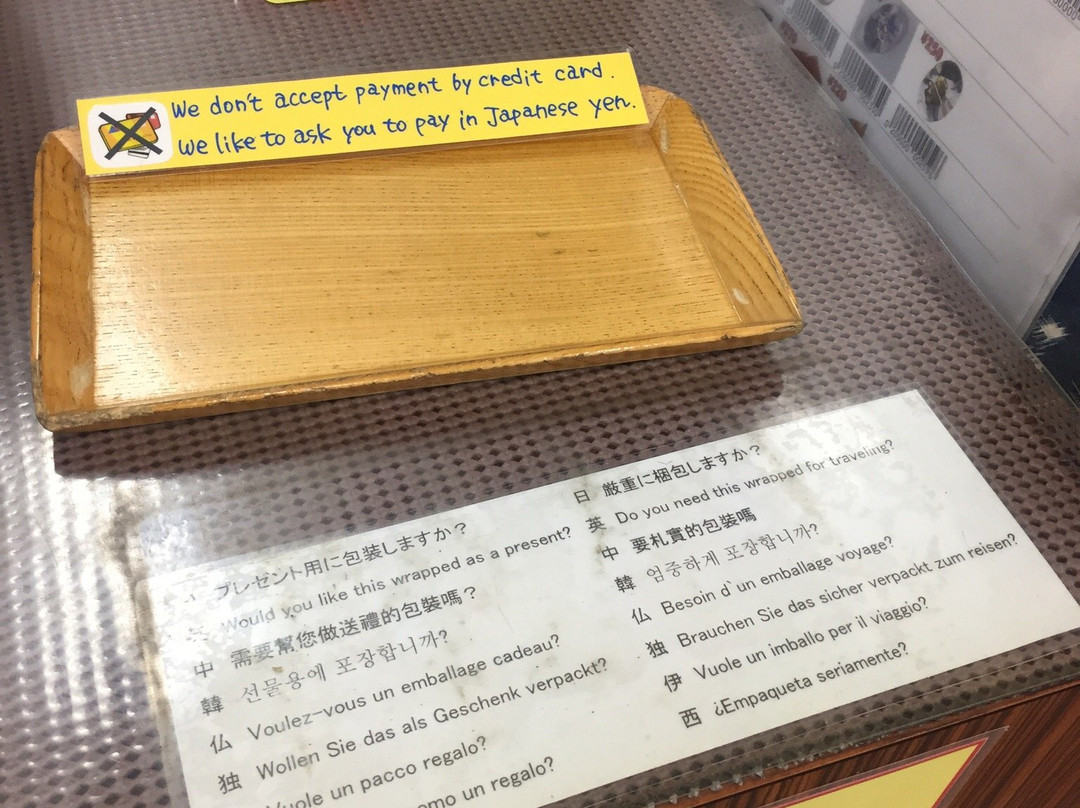 We don't accept payment by credit card.
We like to ask you to pay in Japanese yen.
¥150
プレゼント用に包装しますか?
Would you like this wrapped as a present?
中 需要幫您做送禮的包裝嗎?
韓 선물용에 포장합니까?
仏 Voulez-vous un emballage cadeau?
独 Wollen Sie das als Geschenk verpackt?
Vuole un pacco regalo?
omo un regalo?
日 厳重に梱包しますか?
英 Do you need this wrapped for traveling?
中 要札實的包裝嗎
韓 엄중하게 포장합니까?
仏 Besoin d'un emballage voyage?
独 Brauchen Sie das sicher verpackt zum reisen?
伊 Vuole un imballo per il viaggio?
西 ¿Empaqueta seriamente?